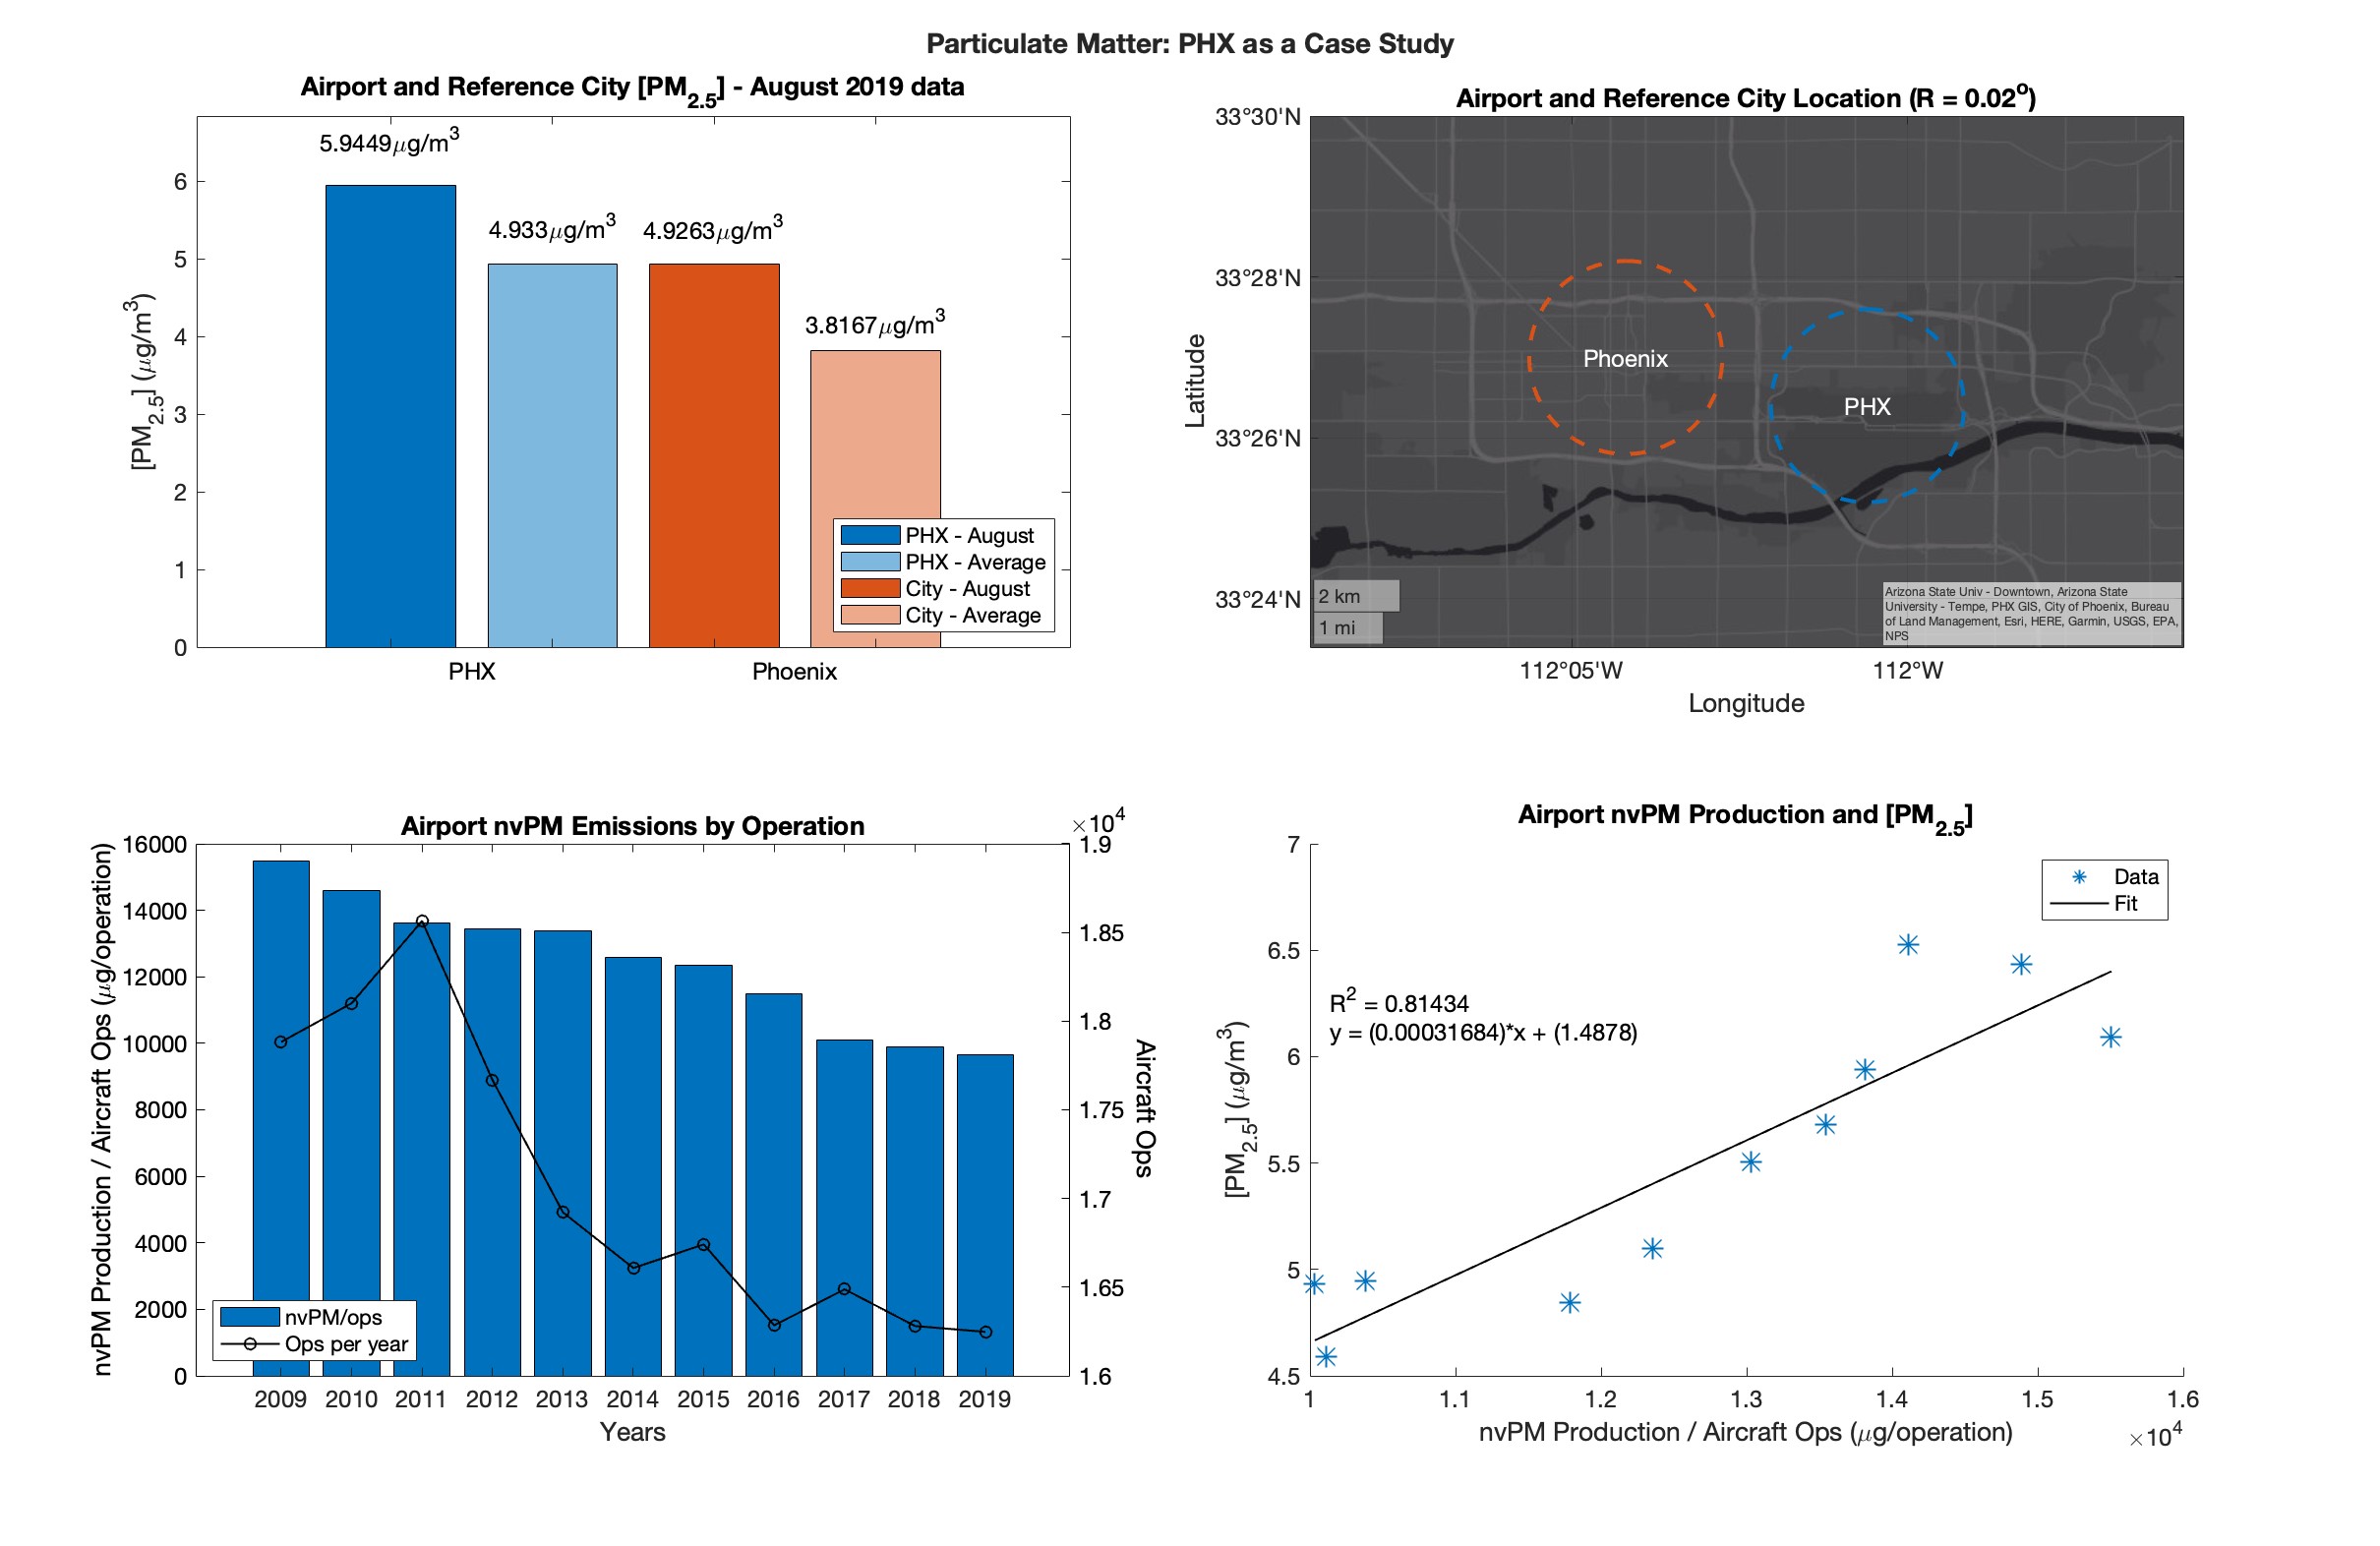 Particulate Matter: PHX as a Case Study
Airport and Reference City [PM2.5] - August 2019 data
5.9449μg/m3
4.933μg/m3
4.9263μg/m3
3.8167μg/m3
[PM2.5] (μg/m3)
6
5
4
3
2
1
0
PHX
Phoenix
PHX - August
PHX - Average
City - August
City - Average
Airport and Reference City Location (R = 0.02o)
33°30'N
33°28'N
33°26'N
33°24'N
Latitude
Phoenix
PHX
2 km
1 mi
Arizona State Univ - Downtown, Arizona State
University - Tempe, PHX GIS, City of Phoenix, Bureau
of Land Management, Esri, HERE, Garmin, USGS, EPA,
NPS
112°05'W
112°W
Longitude
Airport nvPM Emissions by Operation
nvPM Production / Aircraft Ops (μg/operation)
16000
14000
12000
10000
8000
6000
4000
2000
0
×104
1.9
1.85
1.8
1.75
1.7
1.65
1.6
Aircraft Ops
nvPM/ops
Ops per year
2009 2010 2011 2012 2013 2014 2015 2016 2017 2018 2019
Years
Airport nvPM Production and [PM2.5]
[PM2.5] (μg/m3)
7
6.5
6
5.5
5
4.5
Data
Fit
R2 = 0.81434
y = (0.00031684)*x + (1.4878)
1 1.1 1.2 1.3 1.4 1.5 1.6
nvPM Production / Aircraft Ops (μg/operation)
×104